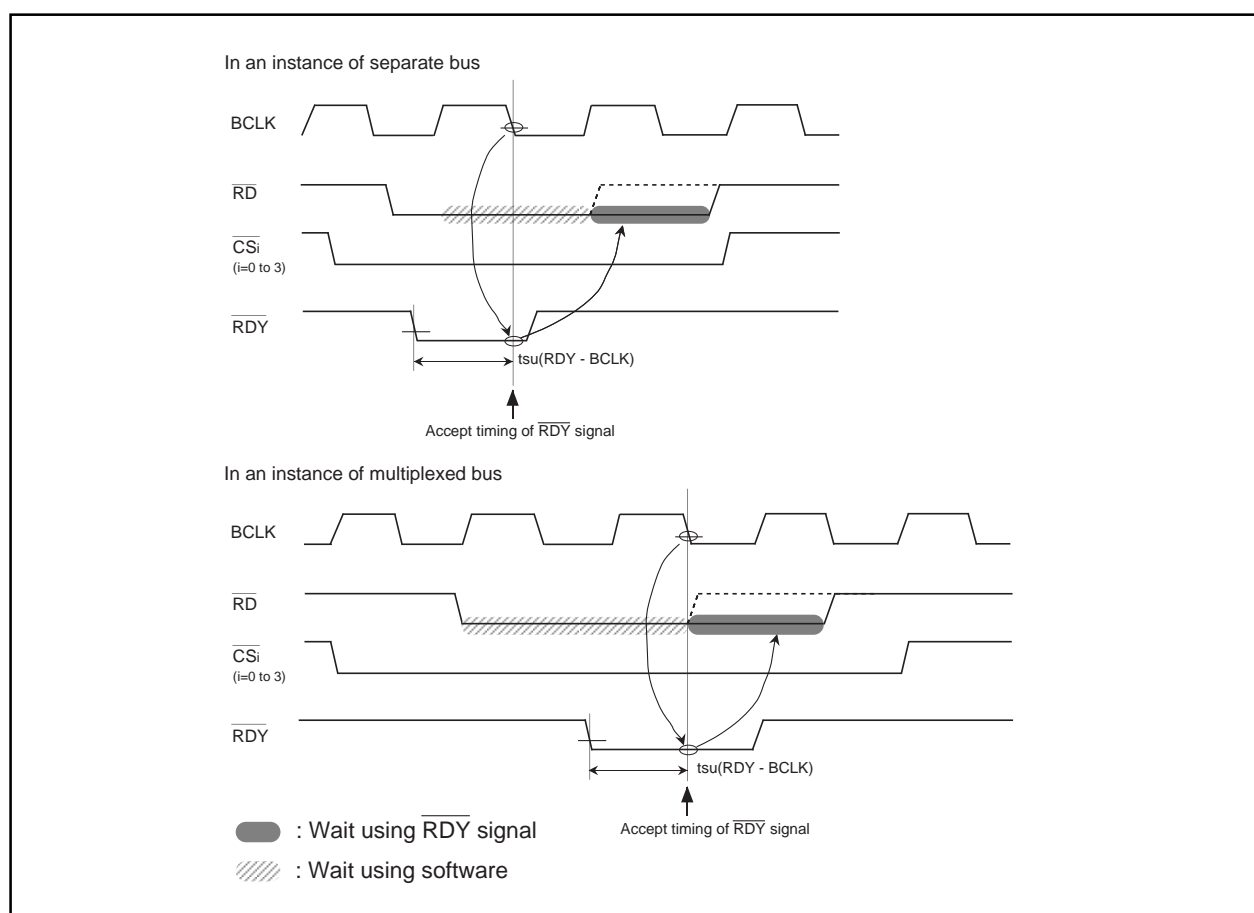 In an instance of separate bus
BCLK
RD
CSi
(i=0 to 3)
RDY
tsu(RDY - BCLK)
Accept timing of RDY signal
In an instance of multiplexed bus
BCLK
RD
CSi
(i=0 to 3)
RDY
tsu(RDY - BCLK)
Accept timing of RDY signal
: Wait using RDY signal
: Wait using software